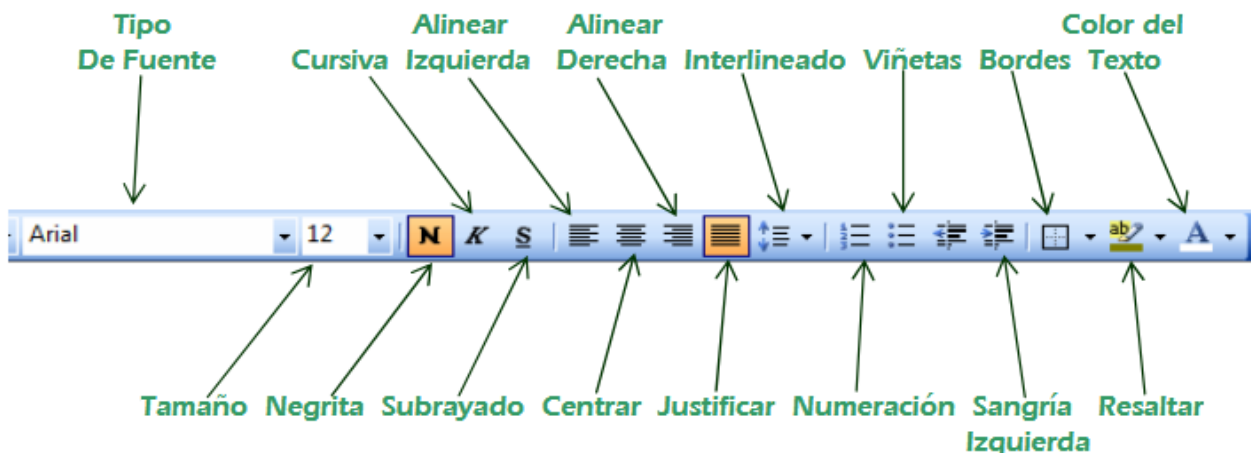 Tipo
De Fuente
Cursiva
Alinear
Izquierda
Alinear
Derecha
Interlineado
Viñetas
Bordes
Color del
Texto
Arial 12 N K S ab A
Tamaño Negrita Subrayado Centrar Justificar Numeración Sangría
Izquierda
Resaltar